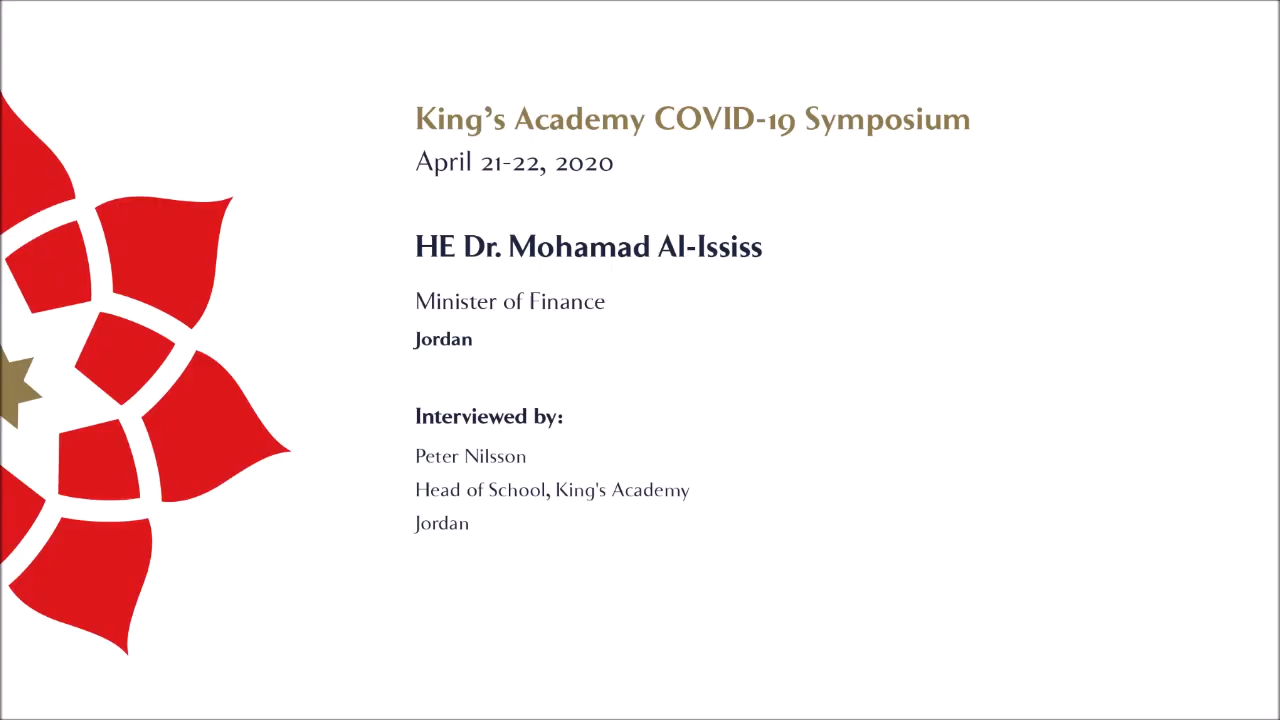 King’s Academy COVID-19 Symposium
April 21-22, 2020
HE Dr. Mohamad Al-Ississ
Minister of Finance
Jordan
Interviewed by:
Peter Nilsson
Head of School, King's Academy
Jordan